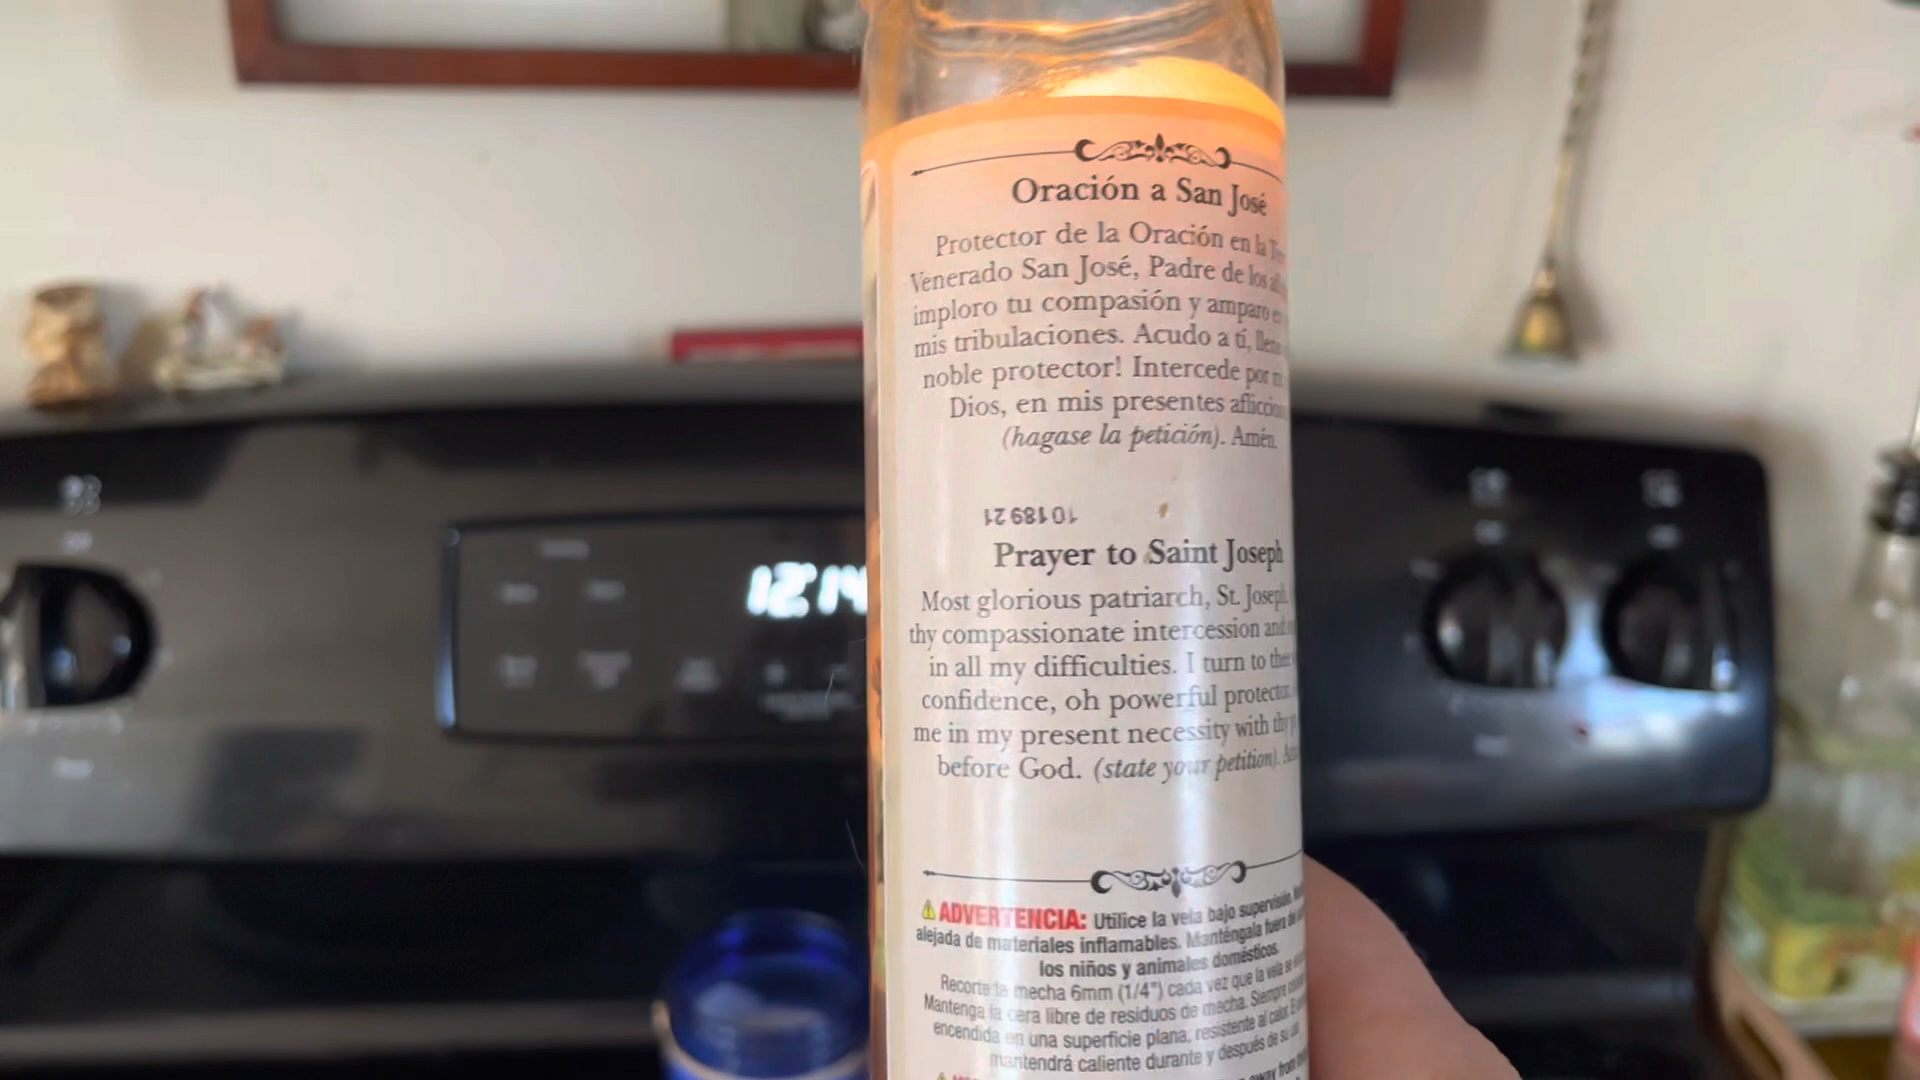 Oración a San José
Protector de la Oración en la
Venerado San José, Padre de los
imploro tu compasión y amparo
mis tribulaciones. Acudo a tí,
noble protector! Intercede por
Dios, en mis presentes
(hagase la petición). Amén.
10189 21
Prayer to Saint Joseph
Most glorious patriarch, St. Joseph
thy compassionate intercession and
in all my difficulties. I turn to thee
confidence, oh powerful protector
me in my present necessity with thy
before God. (state your petition).
12:14
ADVERTENCIA: Utilice la vela bajo supervisión.
alejada de materiales inflamables. Manténgala fuera de
los niños y animales domésticos.
Recorte la mecha 6mm (1/4") cada vez que la vela se
Mantenga la cera libre de residuos de mecha. Siempre
encendida en una superficie plana, resistente al calor.
mantendrá caliente durante y después de su
away from